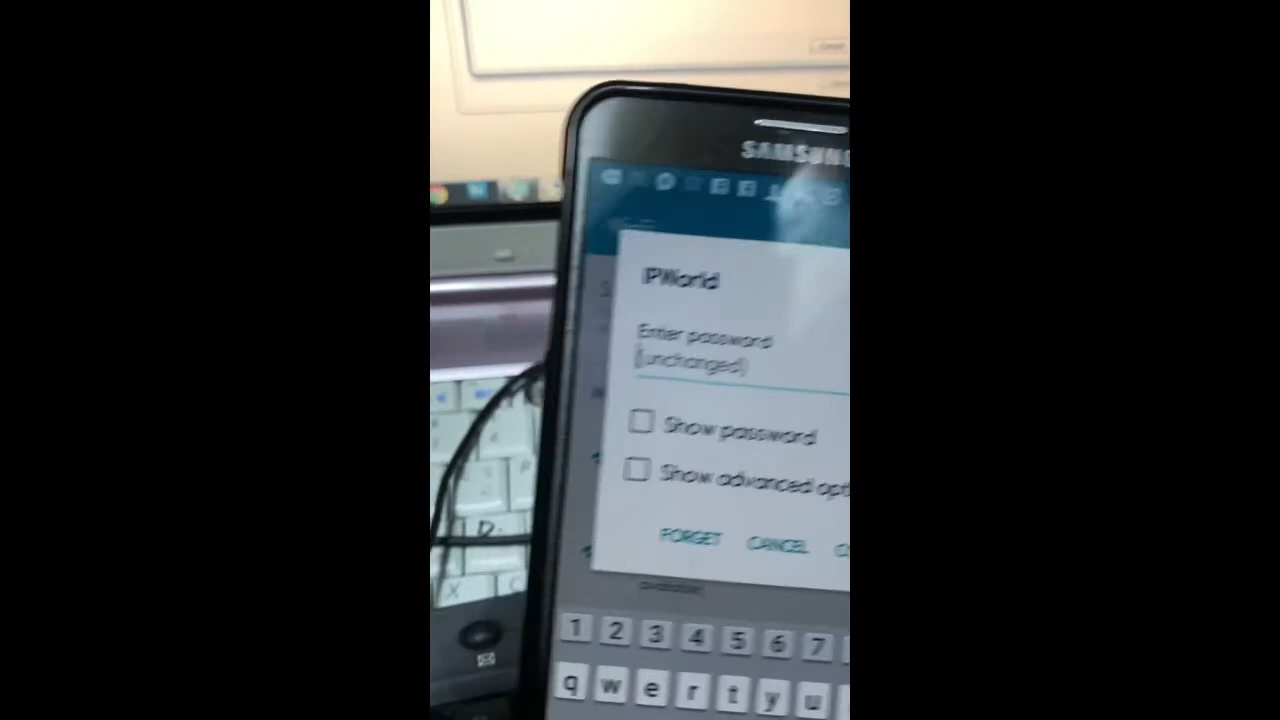 SAMSUNG
IPWorld
Enter password
(unchanged)
Show password
Show advanced opt
FORGET CANCEL
available
1 2 3 4 5 6 7
q w e r t y u
D
X C